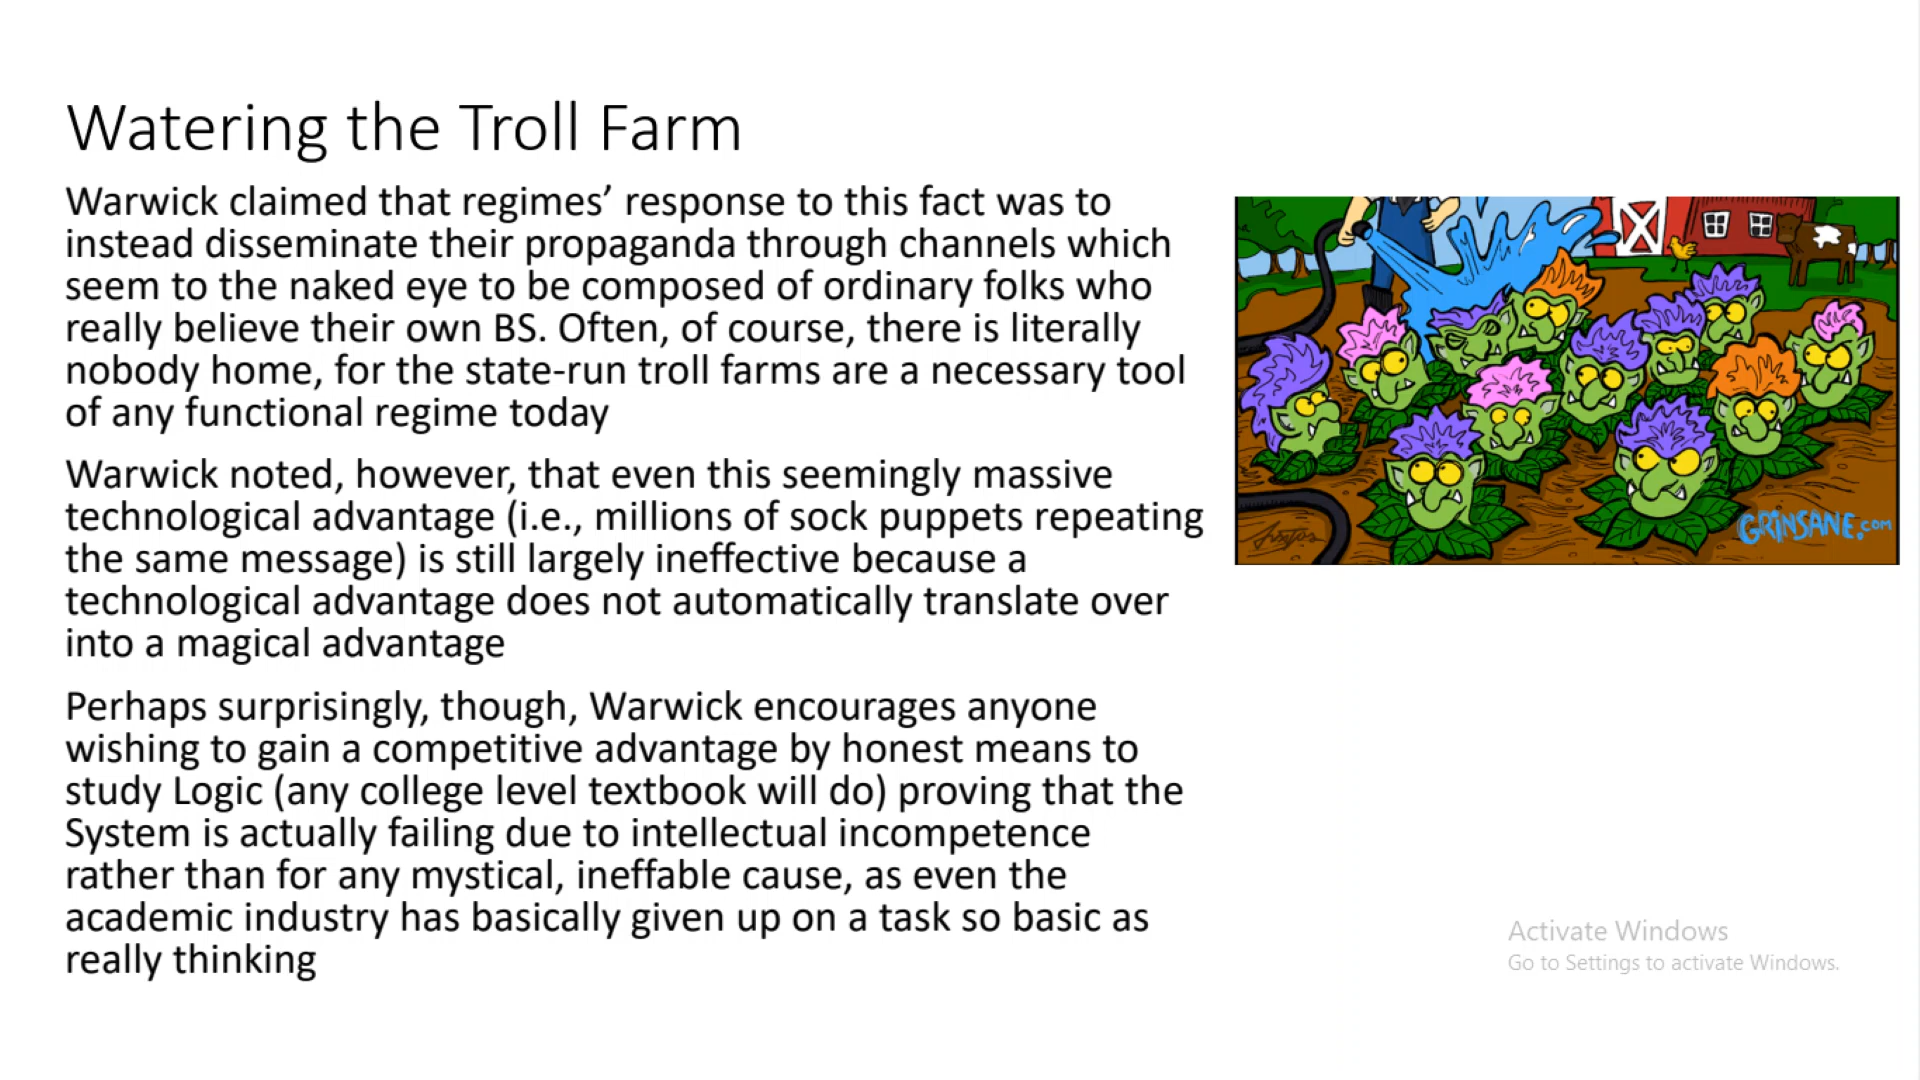 Watering the Troll Farm
Warwick claimed that regimes’ response to this fact was to
instead disseminate their propaganda through channels which
seem to the naked eye to be composed of ordinary folks who
really believe their own BS. Often, of course, there is literally
nobody home, for the state-run troll farms are a necessary tool
of any functional regime today
Warwick noted, however, that even this seemingly massive
technological advantage (i.e., millions of sock puppets repeating
the same message) is still largely ineffective because a
technological advantage does not automatically translate over
into a magical advantage
Perhaps surprisingly, though, Warwick encourages anyone
wishing to gain a competitive advantage by honest means to
study Logic (any college level textbook will do) proving that the
System is actually failing due to intellectual incompetence
rather than for any mystical, ineffable cause, as even the
academic industry has basically given up on a task so basic as
really thinking
GRiNSANE.com
Activate Windows
Go to Settings to activate Windows.